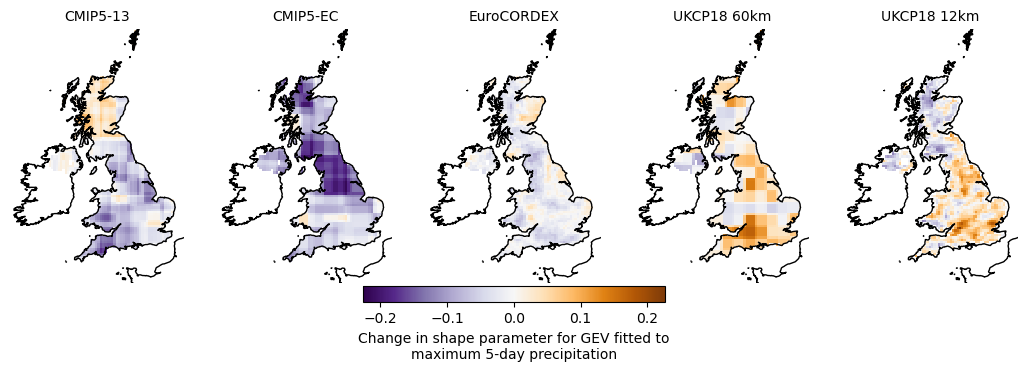 CMIP5-13 CMIP5-EC EuroCORDEX UKCP18 60km UKCP18 12km
−0.2 −0.1 0.0 0.1 0.2
Change in shape parameter for GEV fitted to
maximum 5-day precipitation